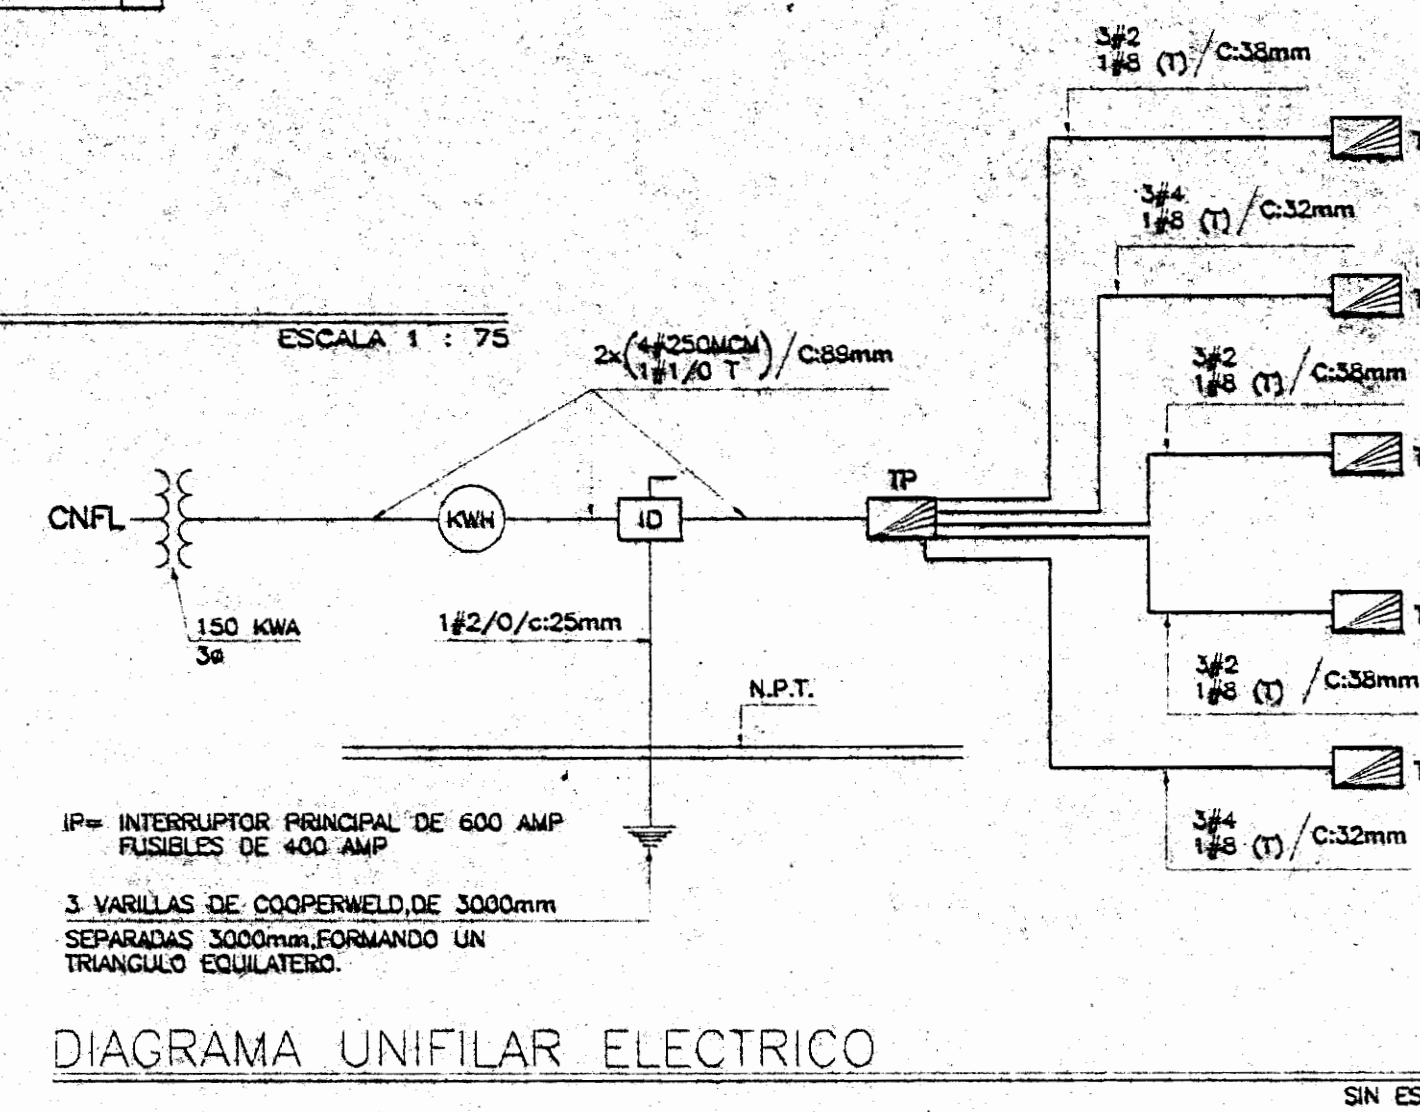 3#2
1#8 (T) / C:38mm
3#4
1#8 (T) / C:32mm
ESCALA 1 : 75
2x(4#250MCM
1#1/0 T) / C:89mm
3#2
1#8 (T) / C:38mm
CNFL
KWH
ID
TP
150 KWA
3ø
1#2/0/c:25mm
N.P.T.
3#2
1#8 (T) / C:38mm
IP= INTERRUPTOR PRINCIPAL DE 600 AMP
FUSIBLES DE 400 AMP
3#4
1#8 (T) / C:32mm
3 VARILLAS DE COOPERWELD,DE 3000mm
SEPARADAS 3000mm,FORMANDO UN
TRIANGULO EQUILATERO.
DIAGRAMA UNIFILAR ELECTRICO
SIN ES